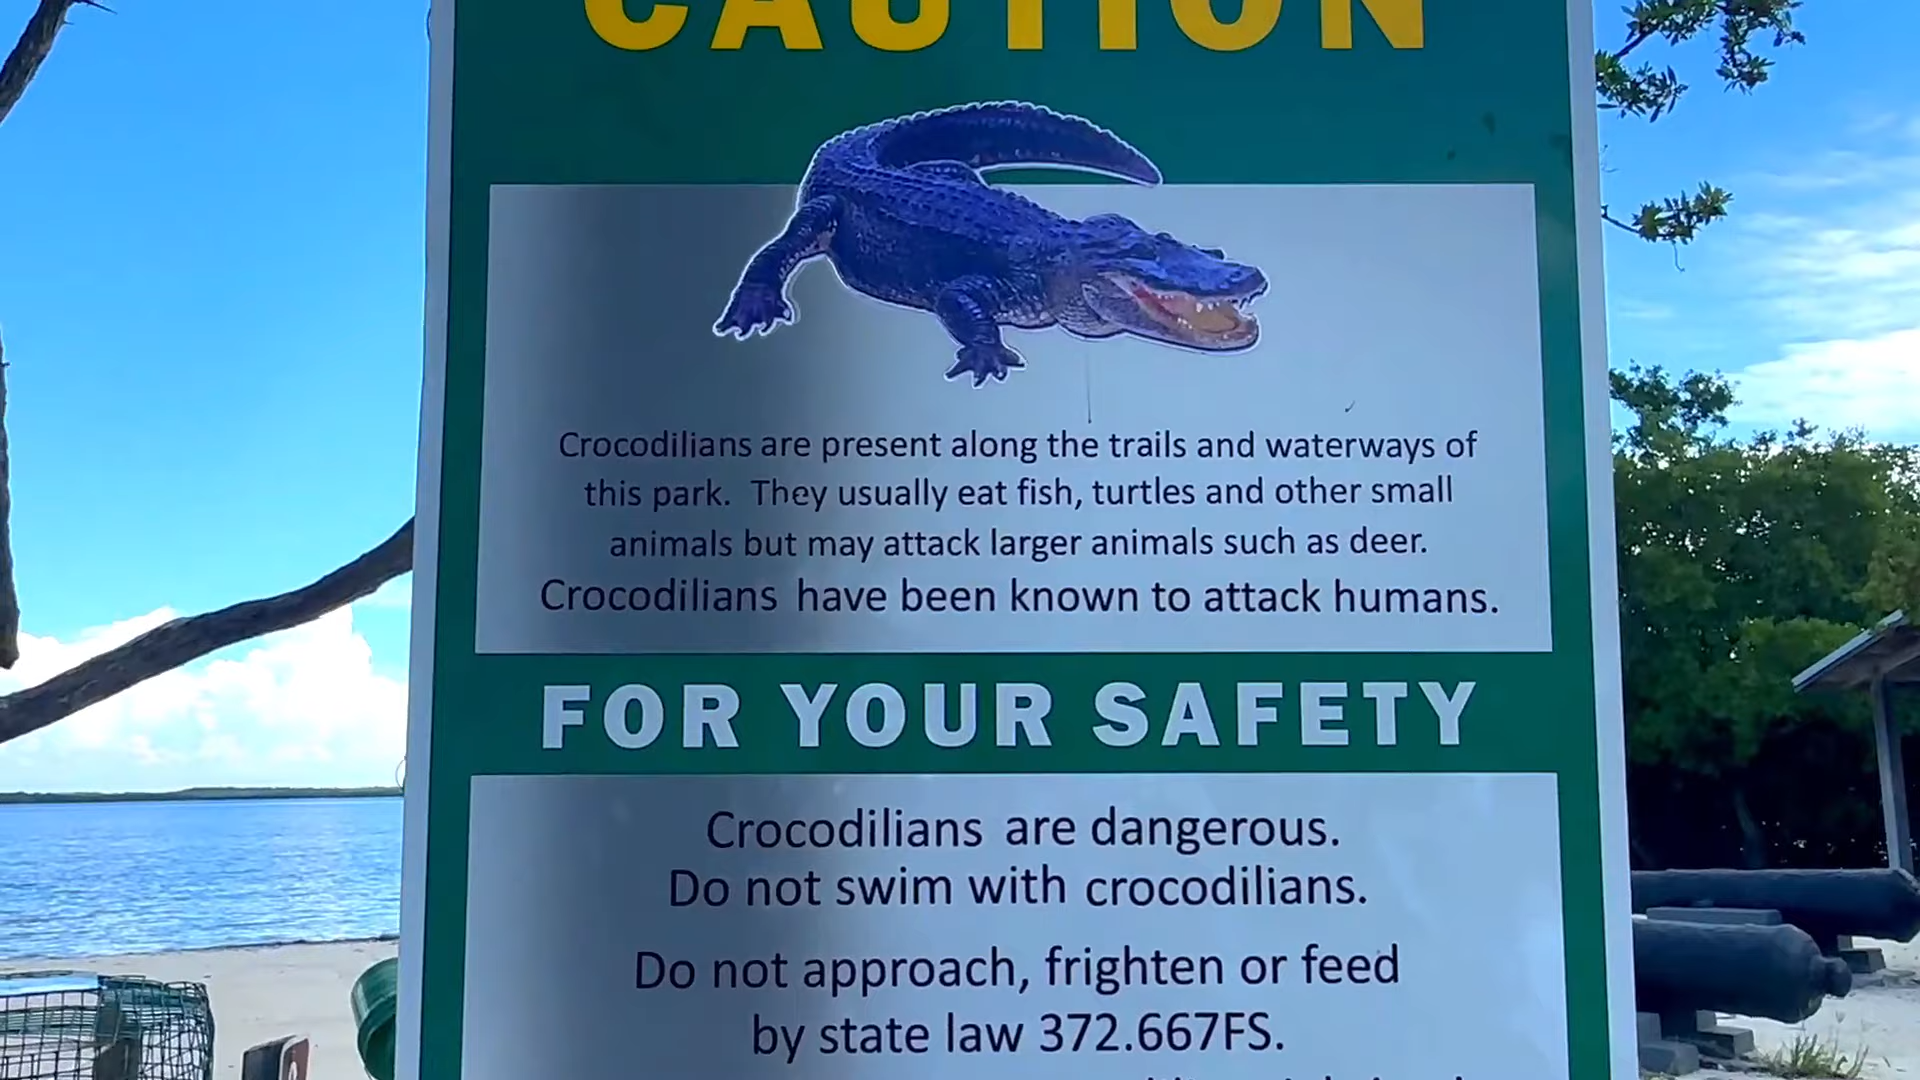 CAUTION
Crocodilians are present along the trails and waterways of
this park. They usually eat fish, turtles and other small
animals but may attack larger animals such as deer.
Crocodilians have been known to attack humans.
FOR YOUR SAFETY
Crocodilians are dangerous.
Do not swim with crocodilians.
Do not approach, frighten or feed
by state law 372.667FS.